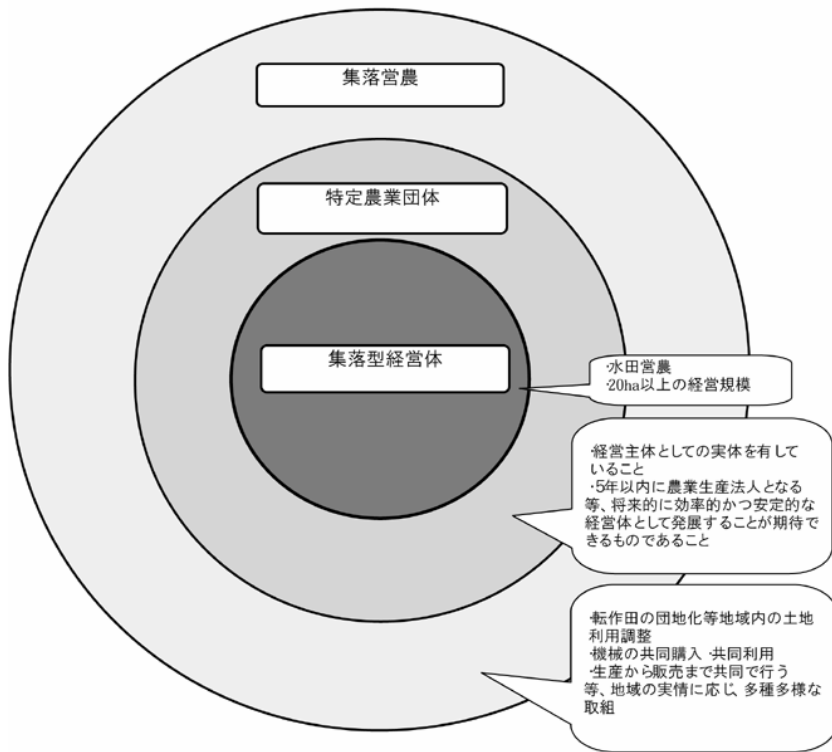 集落営農
特定農業団体
集落型経営体
・水田営農
・20ha以上の経営規模
・経営主体としての実体を有して
いること
・5年以内に農業生産法人となる
等、将来的に効率的かつ安定的な
経営体として発展することが期待で
きるものであること
・転作田の団地化等地域内の土地
利用調整
・機械の共同購入・共同利用
・生産から販売まで共同で行う
等、地域の実情に応じ、多種多様な
取組